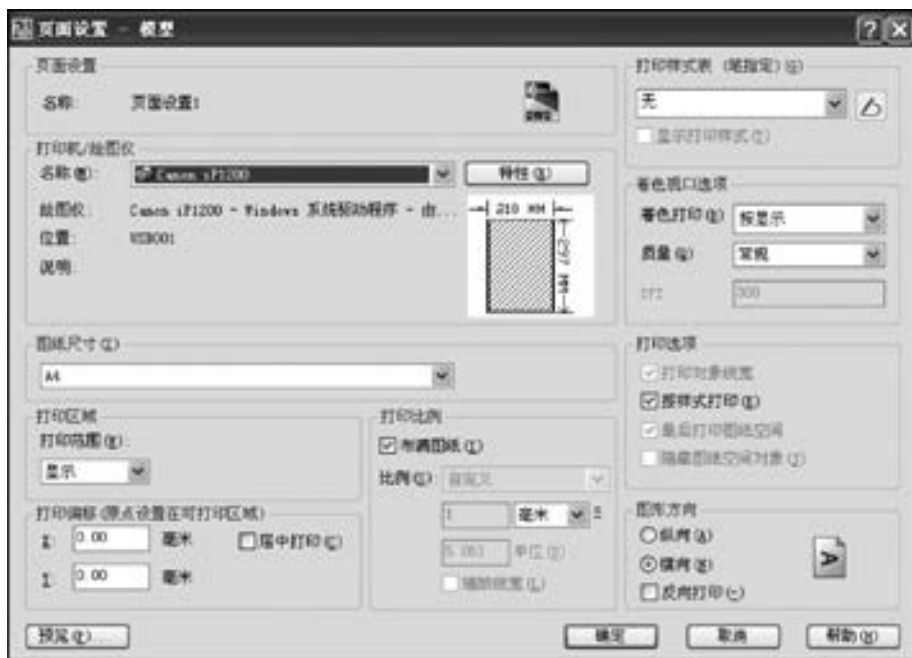 页面设置 - 模型
页面设置
名称: 页面设置1
DWG
打印机/绘图仪
名称(M): Canon iP1200
特性(R)
绘图仪: Canon iP1200 - Windows 系统驱动程序 - 由...
位置: USB001
说明:
210 MM
297 MM
图纸尺寸(Z)
A4
打印区域
打印范围(W):
显示
打印偏移(原点设置在可打印区域)
X: 0.00 毫米
居中打印(C)
Y: 0.00 毫米
打印比例
布满图纸(I)
比例(S): 自定义
1 毫米 =
单位(U)
缩放线宽(L)
打印样式表 (笔指定)(G)
无
显示打印样式(D)
着色视口选项
着色打印(D) 按显示
质量(Q) 常规
DPI 300
打印选项
打印对象线宽
按样式打印(E)
最后打印图纸空间
隐藏图纸空间对象(J)
图形方向
纵向(A)
横向(N)
反向打印(-)
A
预览(P)...
确定
取消
帮助(H)